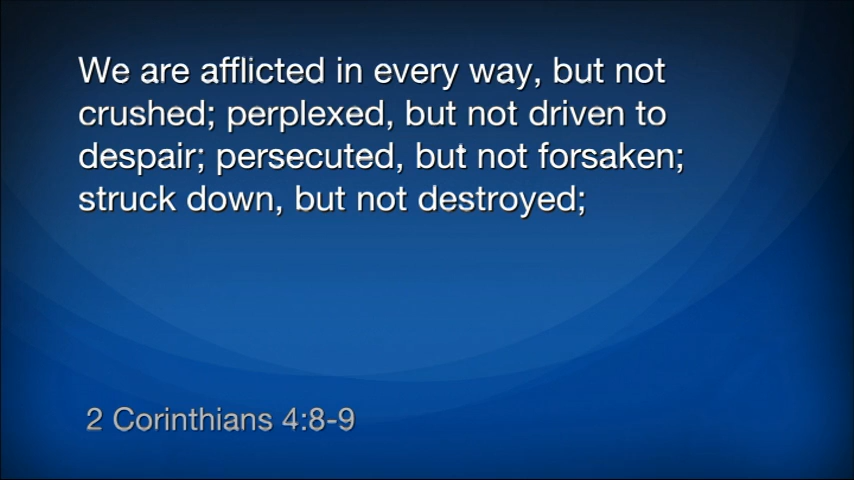 We are afflicted in every way, but not
crushed; perplexed, but not driven to
despair; persecuted, but not forsaken;
struck down, but not destroyed;
2 Corinthians 4:8-9